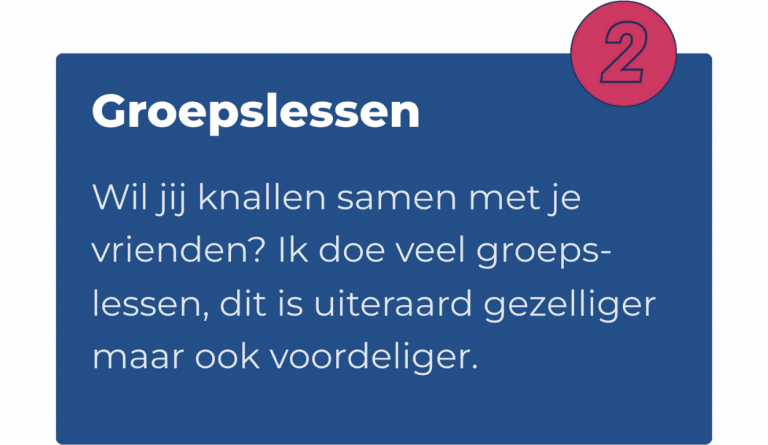 2
Groepslessen
Wil jij knallen samen met je
vrienden? Ik doe veel groeps-
lessen, dit is uiteraard gezelliger
maar ook voordeliger.